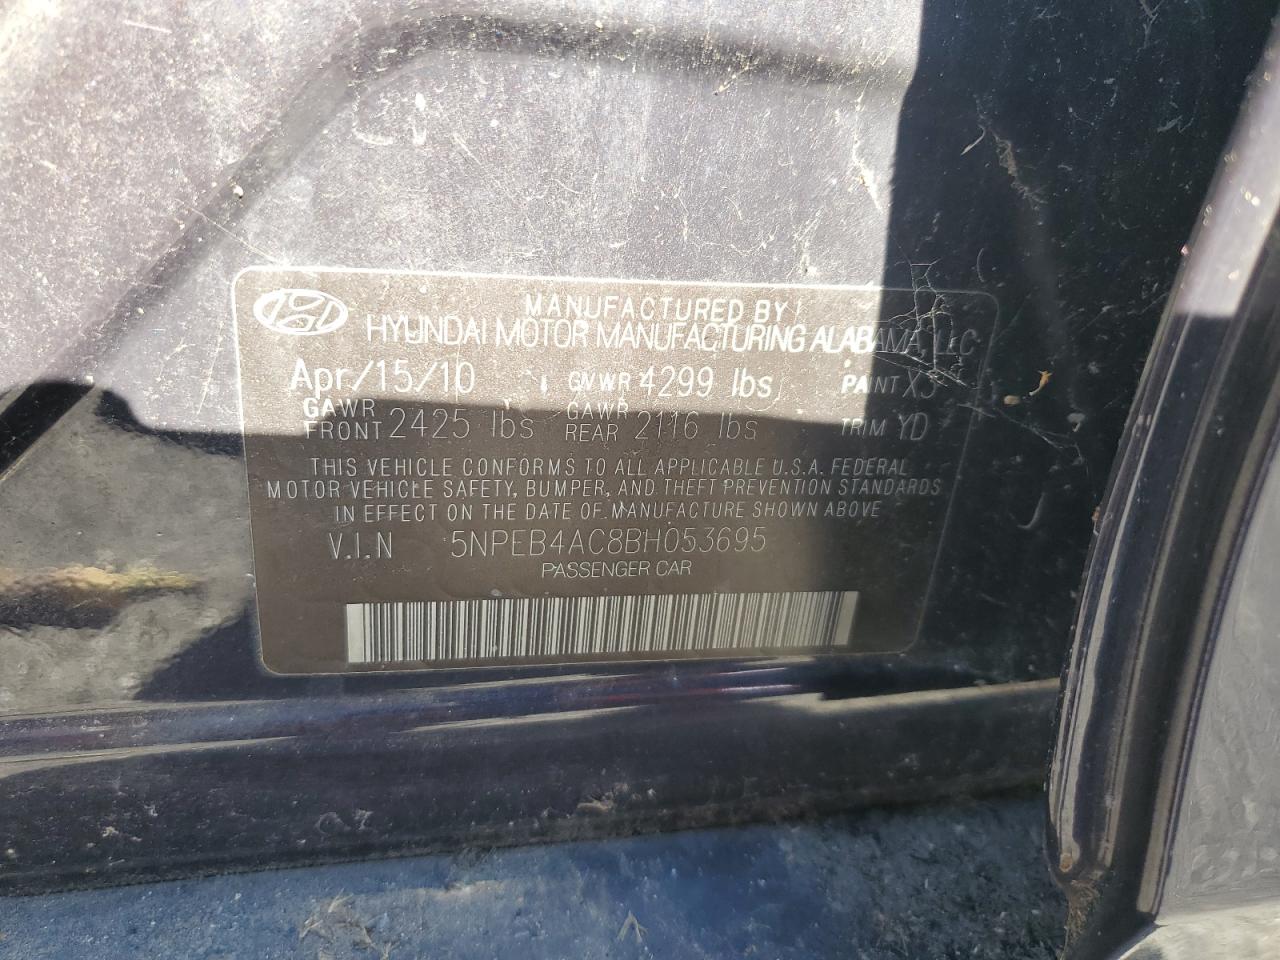 MANUFACTURED BY
HYUNDAI MOTOR MANUFACTURING ALABAMA, LLC
Apr/15/10 GVWR 4299 lbs PAINT
GAWR FRONT 2425 lbs GAWR REAR 2116 lbs TRIM YD
THIS VEHICLE CONFORMS TO ALL APPLICABLE U.S.A. FEDERAL
MOTOR VEHICLE SAFETY, BUMPER, AND THEFT PREVENTION STANDARDS
IN EFFECT ON THE DATE OF MANUFACTURE SHOWN ABOVE
V.I.N 5NPEB4AC8BH053695
PASSENGER CAR